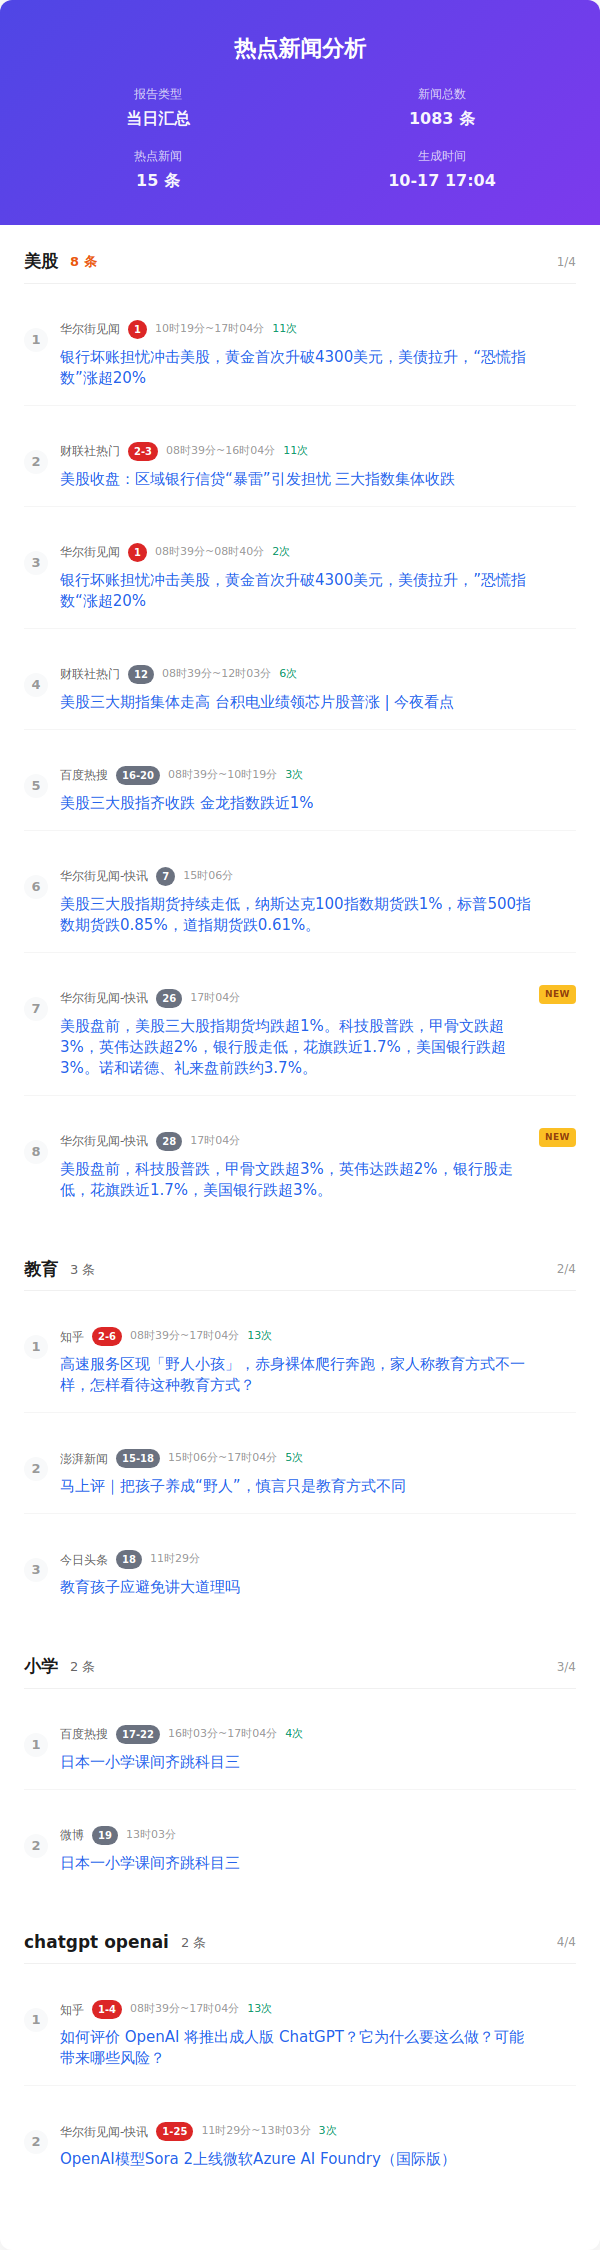 热点新闻分析
报告类型
当日汇总
新闻总数
1083 条
热点新闻
15 条
生成时间
10-17 17:04
美股 8 条 1/4
1
华尔街见闻 1 10时19分~17时04分 11次
银行坏账担忧冲击美股，黄金首次升破4300美元，美债拉升，“恐慌指
数”涨超20%
2
财联社热门 2-3 08时39分~16时04分 11次
美股收盘：区域银行信贷“暴雷”引发担忧 三大指数集体收跌
3
华尔街见闻 1 08时39分~08时40分 2次
银行坏账担忧冲击美股，黄金首次升破4300美元，美债拉升，”恐慌指
数“涨超20%
4
财联社热门 12 08时39分~12时03分 6次
美股三大期指集体走高 台积电业绩领衔芯片股普涨 | 今夜看点
5
百度热搜 16-20 08时39分~10时19分 3次
美股三大股指齐收跌 金龙指数跌近1%
6
华尔街见闻-快讯 7 15时06分
美股三大股指期货持续走低，纳斯达克100指数期货跌1%，标普500指
数期货跌0.85%，道指期货跌0.61%。
7
华尔街见闻-快讯 26 17时04分 NEW
美股盘前，美股三大股指期货均跌超1%。科技股普跌，甲骨文跌超
3%，英伟达跌超2%，银行股走低，花旗跌近1.7%，美国银行跌超
3%。诺和诺德、礼来盘前跌约3.7%。
8
华尔街见闻-快讯 28 17时04分 NEW
美股盘前，科技股普跌，甲骨文跌超3%，英伟达跌超2%，银行股走
低，花旗跌近1.7%，美国银行跌超3%。
教育 3 条 2/4
1
知乎 2-6 08时39分~17时04分 13次
高速服务区现「野人小孩」，赤身裸体爬行奔跑，家人称教育方式不一
样，怎样看待这种教育方式？
2
澎湃新闻 15-18 15时06分~17时04分 5次
马上评｜把孩子养成“野人”，慎言只是教育方式不同
3
今日头条 18 11时29分
教育孩子应避免讲大道理吗
小学 2 条 3/4
1
百度热搜 17-22 16时03分~17时04分 4次
日本一小学课间齐跳科目三
2
微博 19 13时03分
日本一小学课间齐跳科目三
chatgpt openai 2 条 4/4
1
知乎 1-4 08时39分~17时04分 13次
如何评价 OpenAI 将推出成人版 ChatGPT？它为什么要这么做？可能
带来哪些风险？
2
华尔街见闻-快讯 1-25 11时29分~13时03分 3次
OpenAI模型Sora 2上线微软Azure AI Foundry（国际版）